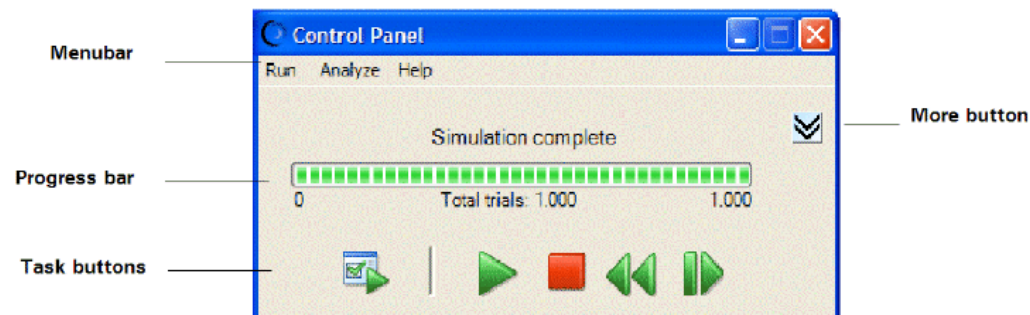 Control Panel
Menubar
Run Analyze Help
More button
Simulation complete
Progress bar
0 Total trials: 1.000 1.000
Task buttons